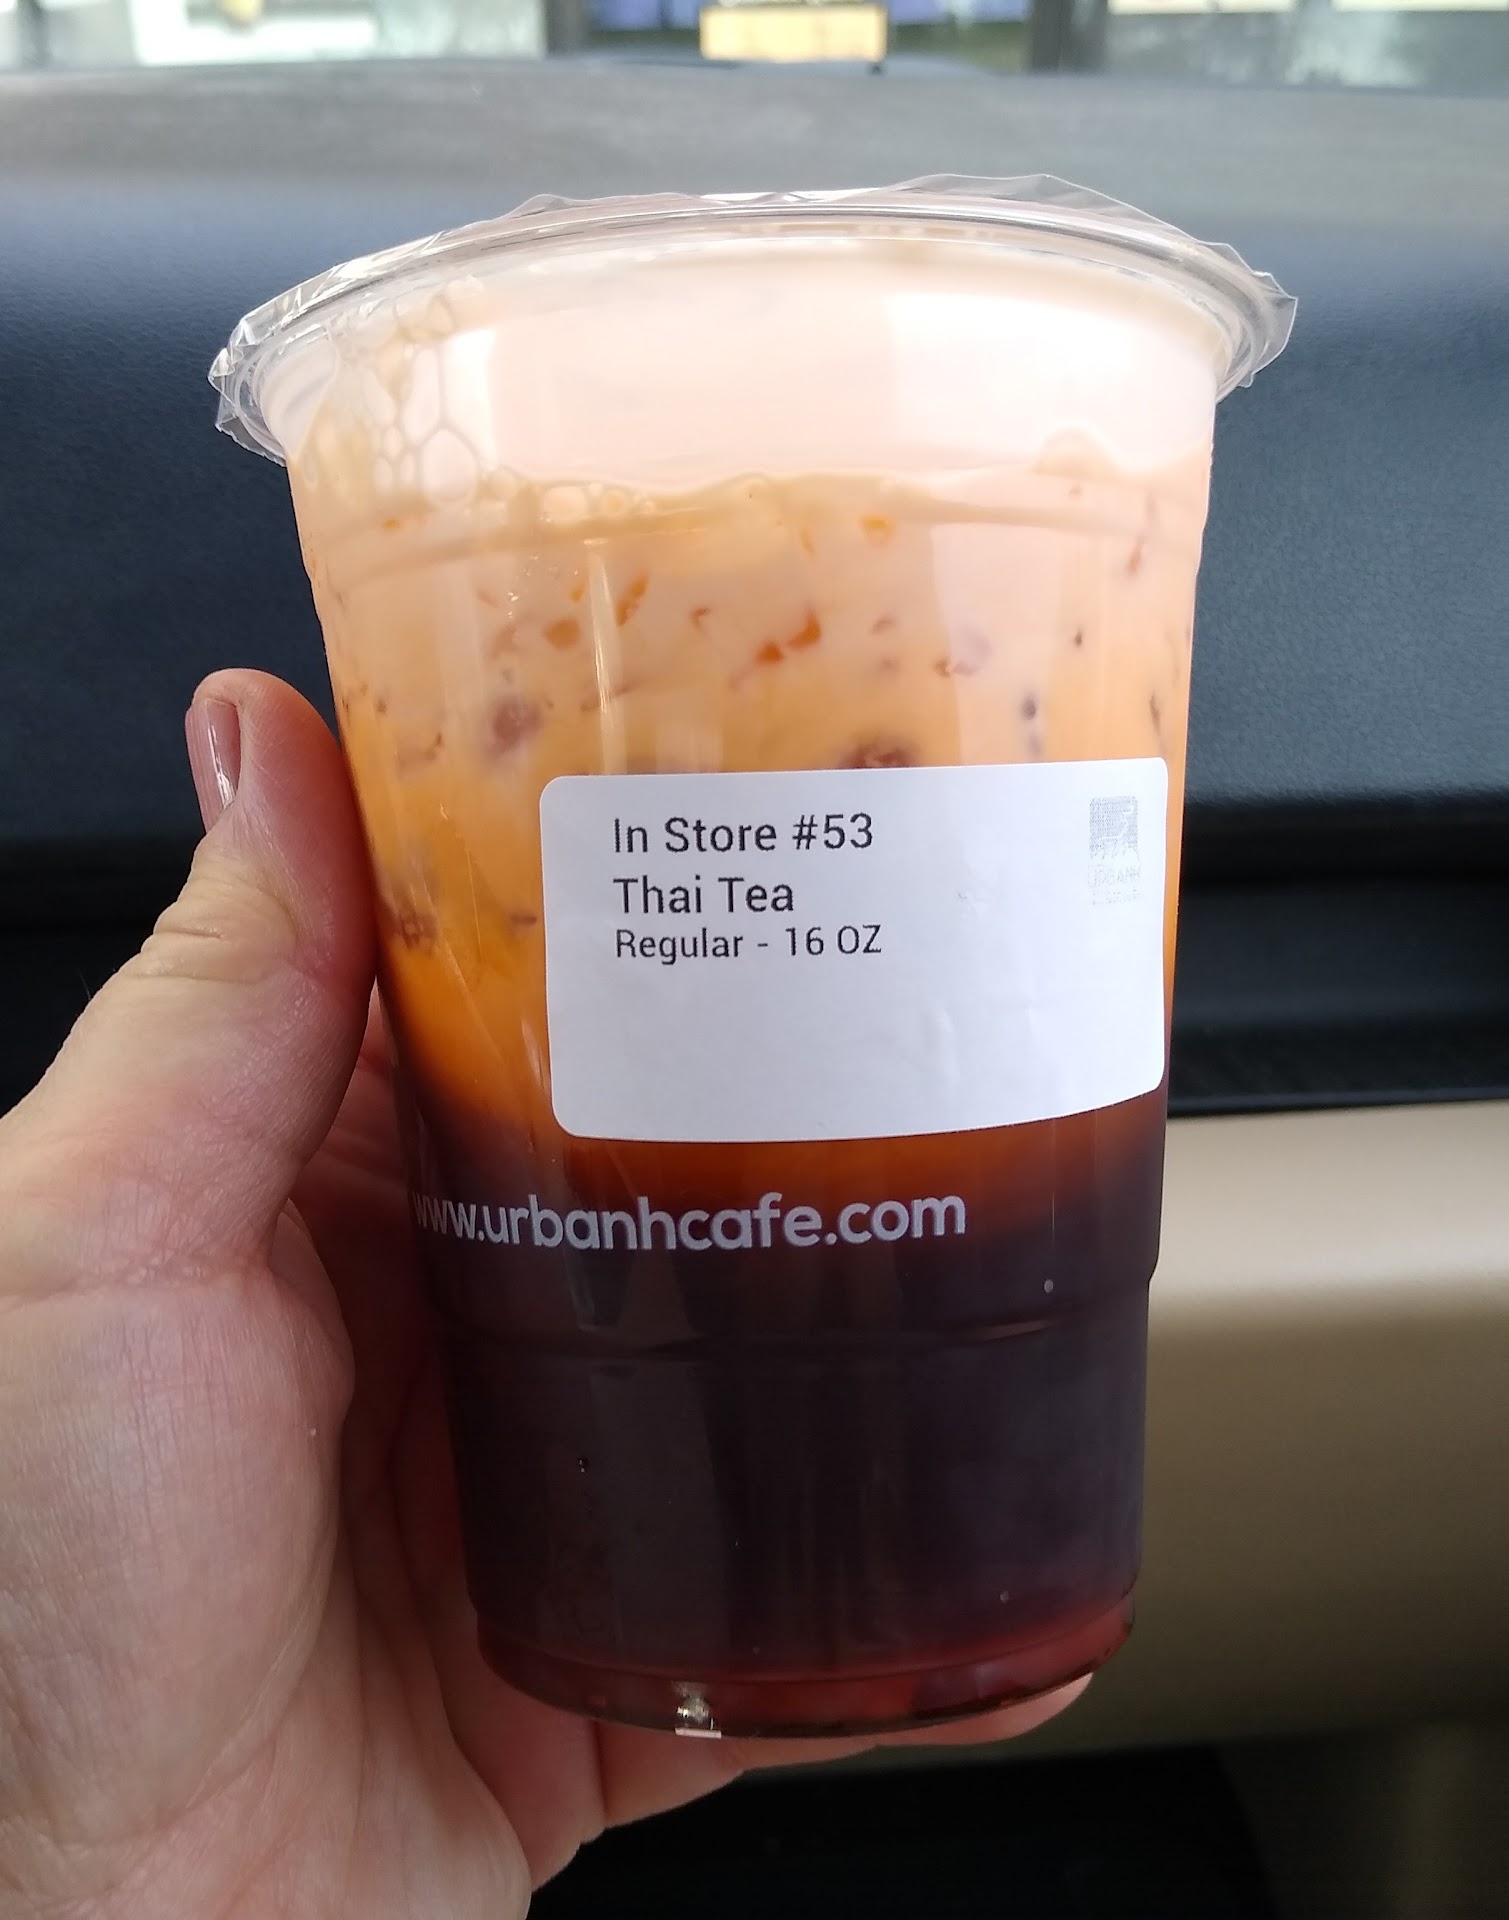 In Store #53
Thai Tea
Regular - 16 OZ
www.urbanhcafe.com